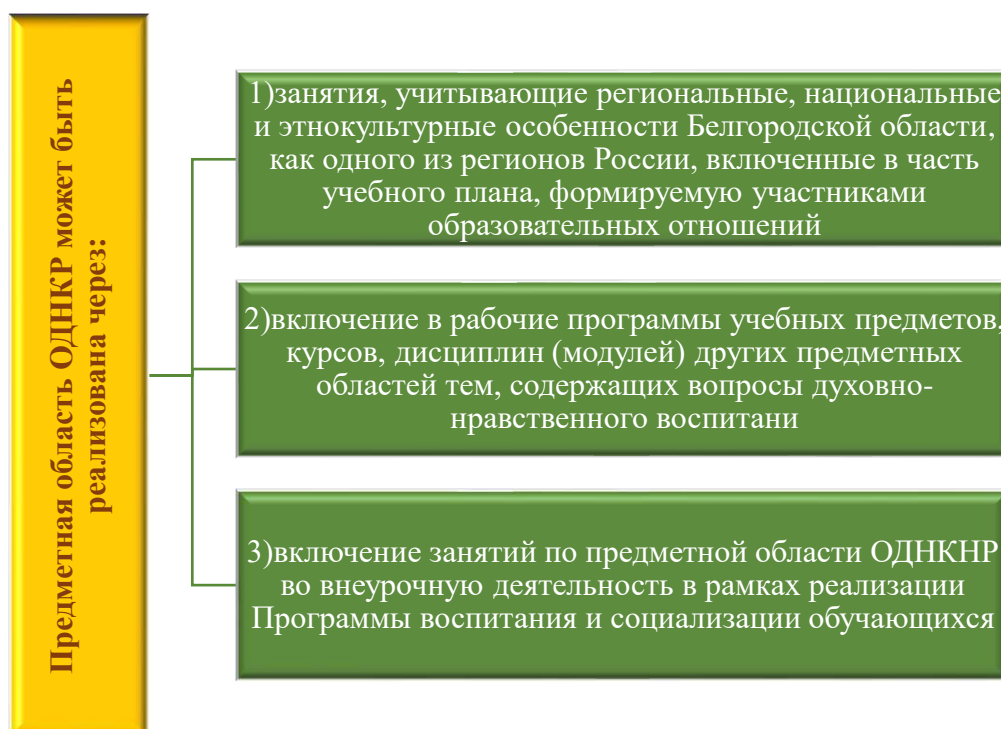 Предметная область ОДНКР может быть
реализована через:
1)занятия, учитывающие региональные, национальные
и этнокультурные особенности Белгородской области,
как одного из регионов России, включенные в часть
учебного плана, формируемую участниками
образовательных отношений
2)включение в рабочие программы учебных предметов,
курсов, дисциплин (модулей) других предметных
областей тем, содержащих вопросы духовно-
нравственного воспитани
3)включение занятий по предметной области ОДНКНР
во внеурочную деятельность в рамках реализации
Программы воспитания и социализации обучающихся